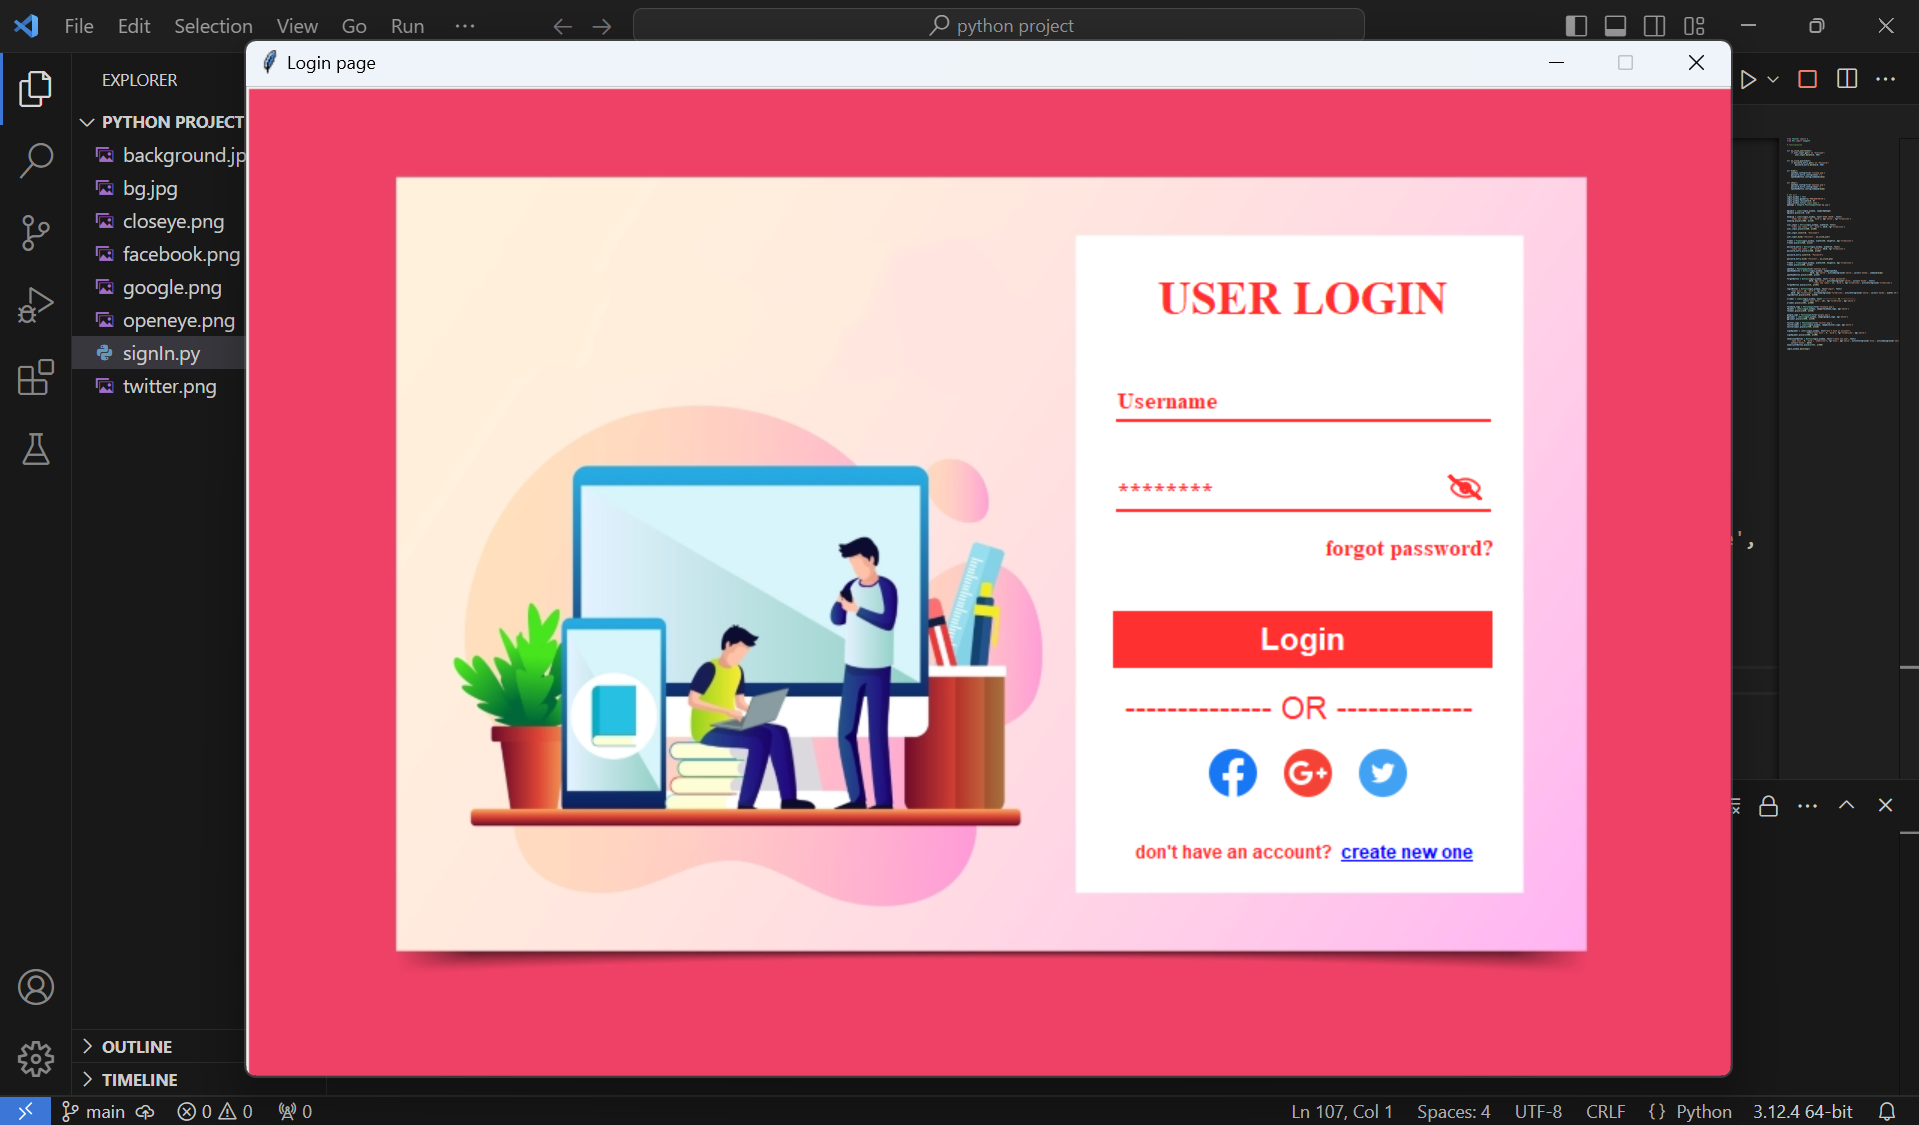 File Edit Selection View Go Run ···
python project
Login page
EXPLORER
PYTHON PROJECT
background.jp
bg.jpg
closeye.png
facebook.png
google.png
openeye.png
signIn.py
twitter.png
USER LOGIN
Username
********
forgot password?
Login
-------------- OR -------------
G+
don't have an account? create new one
',
OUTLINE
TIMELINE
main 0 0 0
Ln 107, Col 1 Spaces: 4 UTF-8 CRLF {} Python 3.12.4 64-bit